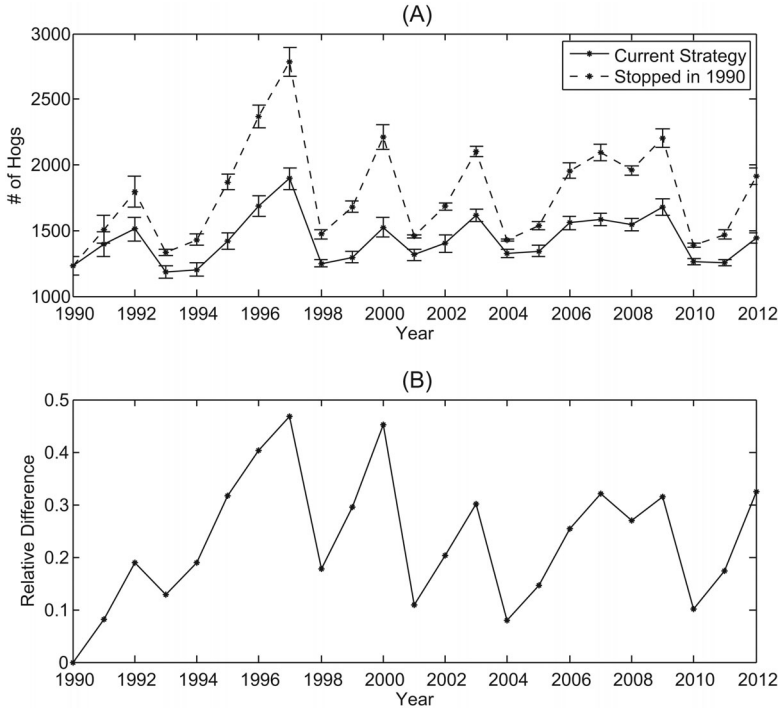 (A)
3000
2500
2000
1500
1000
# of Hogs
Current Strategy
Stopped in 1990
1990 1992 1994 1996 1998 2000 2002 2004 2006 2008 2010 2012
Year
(B)
0.5
0.4
0.3
0.2
0.1
0
Relative Difference
1990 1992 1994 1996 1998 2000 2002 2004 2006 2008 2010 2012
Year